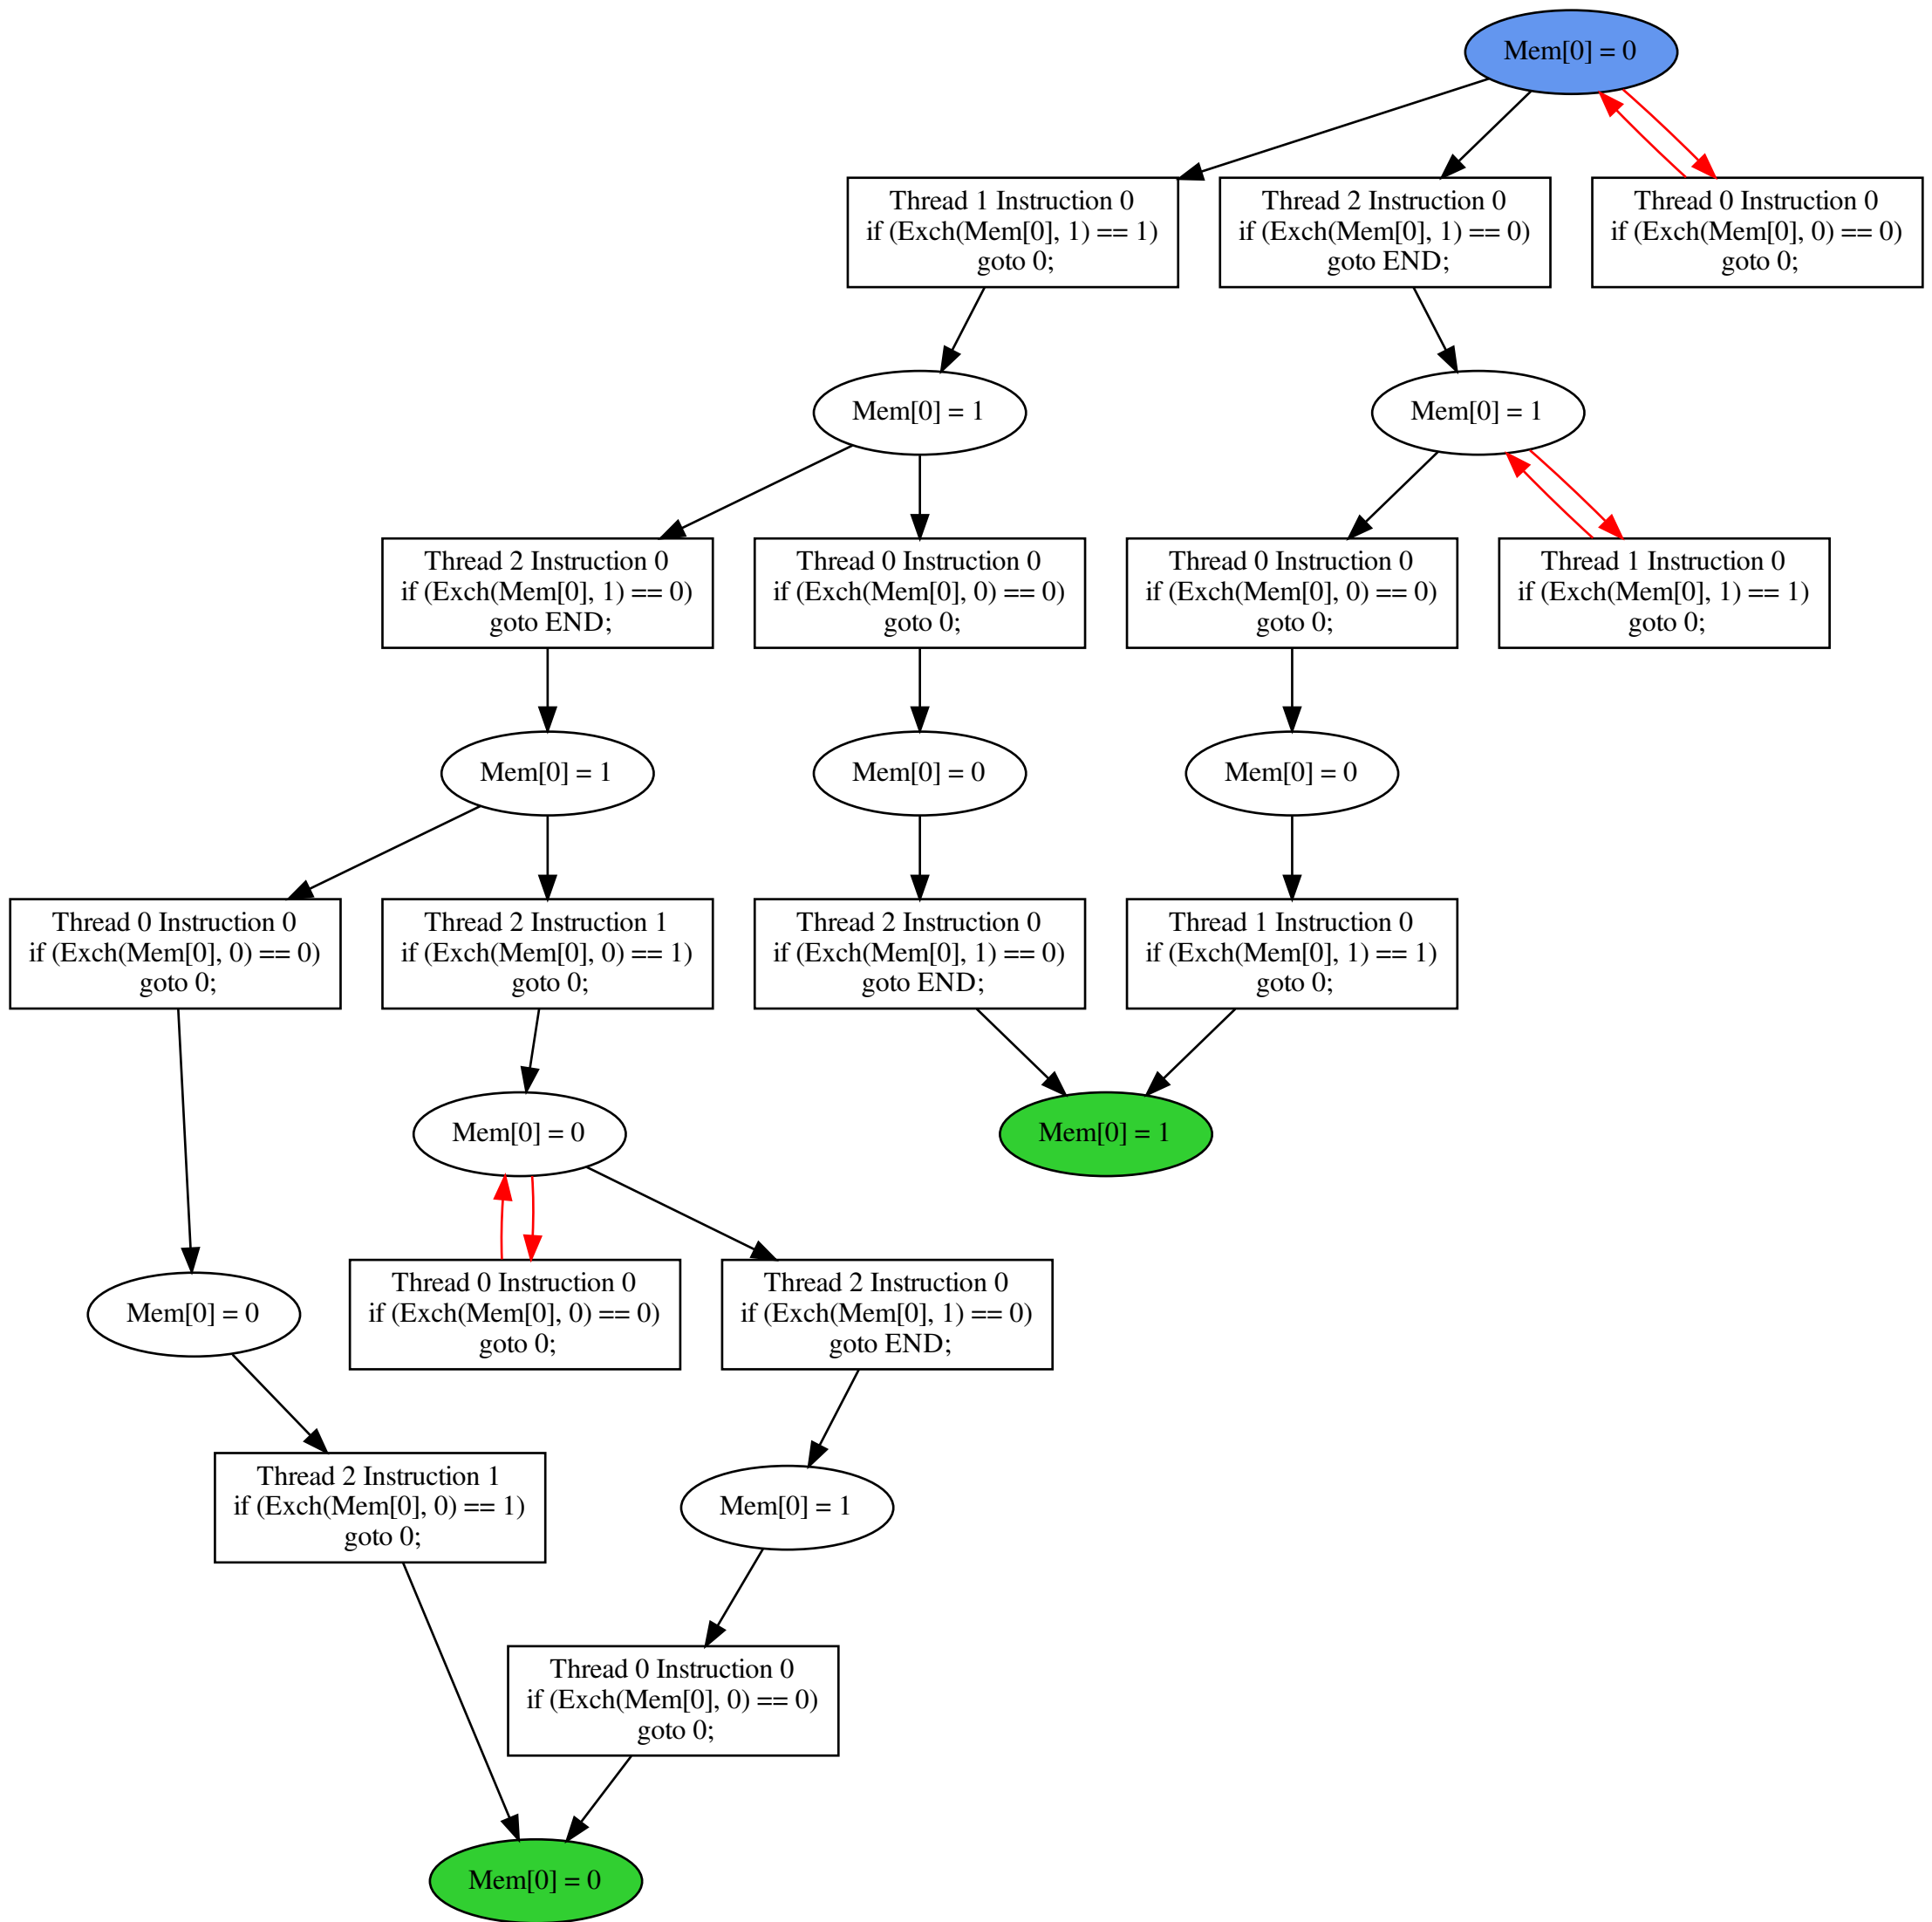 Mem[0] = 0
Thread 1 Instruction 0
if (Exch(Mem[0], 1) == 1)
goto 0;
Thread 2 Instruction 0
if (Exch(Mem[0], 1) == 0)
goto END;
Thread 0 Instruction 0
if (Exch(Mem[0], 0) == 0)
goto 0;
Mem[0] = 1
Mem[0] = 1
Thread 2 Instruction 0
if (Exch(Mem[0], 1) == 0)
goto END;
Thread 0 Instruction 0
if (Exch(Mem[0], 0) == 0)
goto 0;
Thread 0 Instruction 0
if (Exch(Mem[0], 0) == 0)
goto 0;
Thread 1 Instruction 0
if (Exch(Mem[0], 1) == 1)
goto 0;
Mem[0] = 1
Mem[0] = 0
Mem[0] = 0
Thread 0 Instruction 0
if (Exch(Mem[0], 0) == 0)
goto 0;
Thread 2 Instruction 1
if (Exch(Mem[0], 0) == 1)
goto 0;
Thread 2 Instruction 0
if (Exch(Mem[0], 1) == 0)
goto END;
Thread 1 Instruction 0
if (Exch(Mem[0], 1) == 1)
goto 0;
Mem[0] = 0
Mem[0] = 1
Mem[0] = 0
Thread 0 Instruction 0
if (Exch(Mem[0], 0) == 0)
goto 0;
Thread 2 Instruction 0
if (Exch(Mem[0], 1) == 0)
goto END;
Thread 2 Instruction 1
if (Exch(Mem[0], 0) == 1)
goto 0;
Mem[0] = 1
Thread 0 Instruction 0
if (Exch(Mem[0], 0) == 0)
goto 0;
Mem[0] = 0